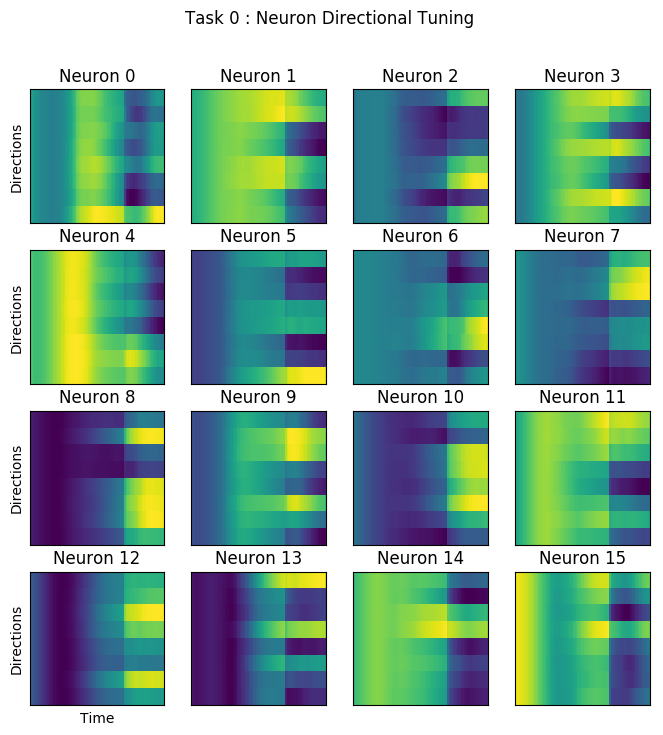 Task 0 : Neuron Directional Tuning
Neuron 0
Neuron 1
Neuron 2
Neuron 3
Directions
Neuron 4
Neuron 5
Neuron 6
Neuron 7
Directions
Neuron 8
Neuron 9
Neuron 10
Neuron 11
Directions
Neuron 12
Neuron 13
Neuron 14
Neuron 15
Directions
Time